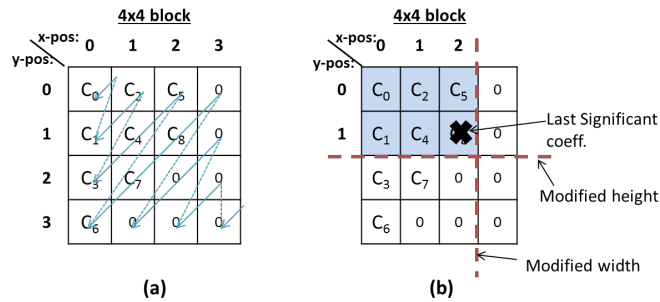 4x4 block
x-pos: 0 1 2 3
y-pos:
0 C0 C2 C5 0
1 C1 C4 C8 0
2 C3 C7 0 0
3 C6 0 0 0
(a)
4x4 block
x-pos: 0 1 2
y-pos:
0 C0 C2 C5 0
1 C1 C4 0
C3 C7 0 0
C6 0 0 0
Last Significant
coeff.
Modified height
Modified width
(b)